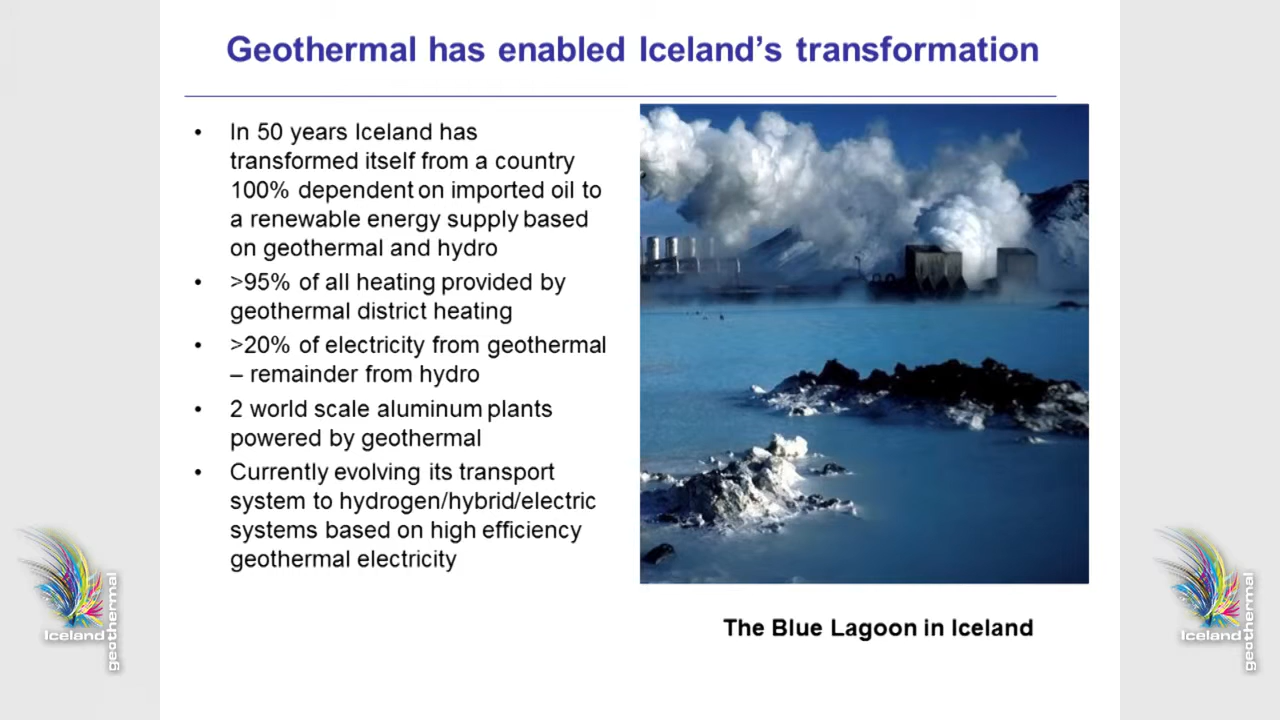 Geothermal has enabled Iceland's transformation
• In 50 years Iceland has
transformed itself from a country
100% dependent on imported oil to
a renewable energy supply based
on geothermal and hydro
• >95% of all heating provided by
geothermal district heating
• >20% of electricity from geothermal
– remainder from hydro
• 2 world scale aluminum plants
powered by geothermal
• Currently evolving its transport
system to hydrogen/hybrid/electric
systems based on high efficiency
geothermal electricity
The Blue Lagoon in Iceland
Iceland
geothermal
Iceland
geothermal